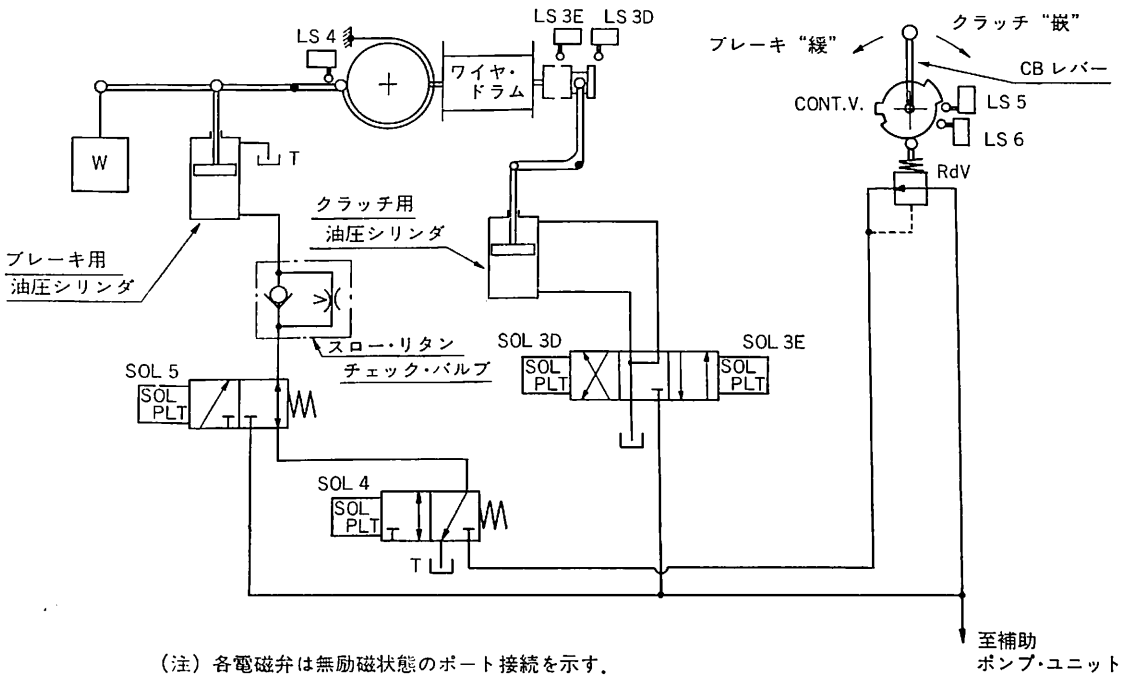 LS 3E LS 3D
LS 4
ワイヤ・
ドラム
クラッチ“嵌”
ブレーキ“緩”
CB レバー
CONT.V.
LS 5
LS 6
RdV
W
T
クラッチ用
油圧シリンダ
ブレーキ用
油圧シリンダ
スロー・リタン
チェック・バルブ
SOL 3D
SOL 3E
SOL
PLT
SOL
PLT
SOL 5
SOL
PLT
SOL 4
SOL
PLT
T
至補助
ポンプ・ユニット
(注) 各電磁弁は無励磁状態のポート接続を示す.